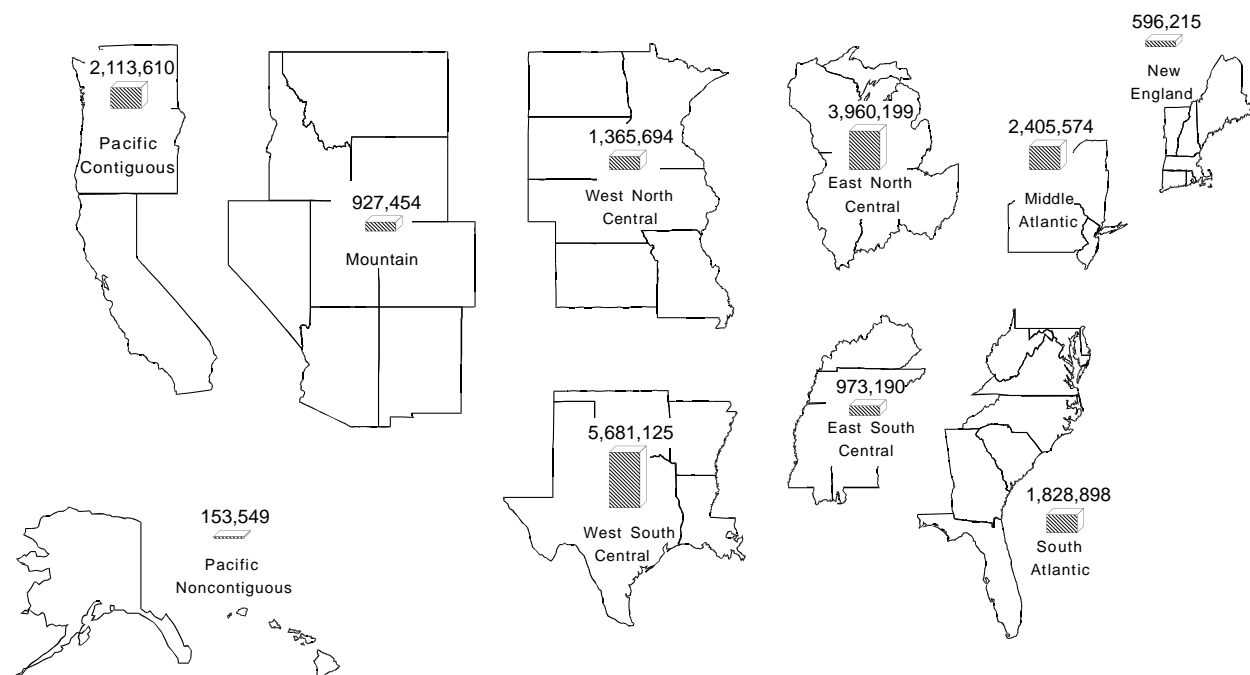 596,215
New
England
2,113,610
Pacific
Contiguous
927,454
Mountain
1,365,694
West North
Central
3,960,199
East North
Central
2,405,574
Middle
Atlantic
5,681,125
West South
Central
973,190
East South
Central
1,828,898
South
Atlantic
153,549
Pacific
Noncontiguous